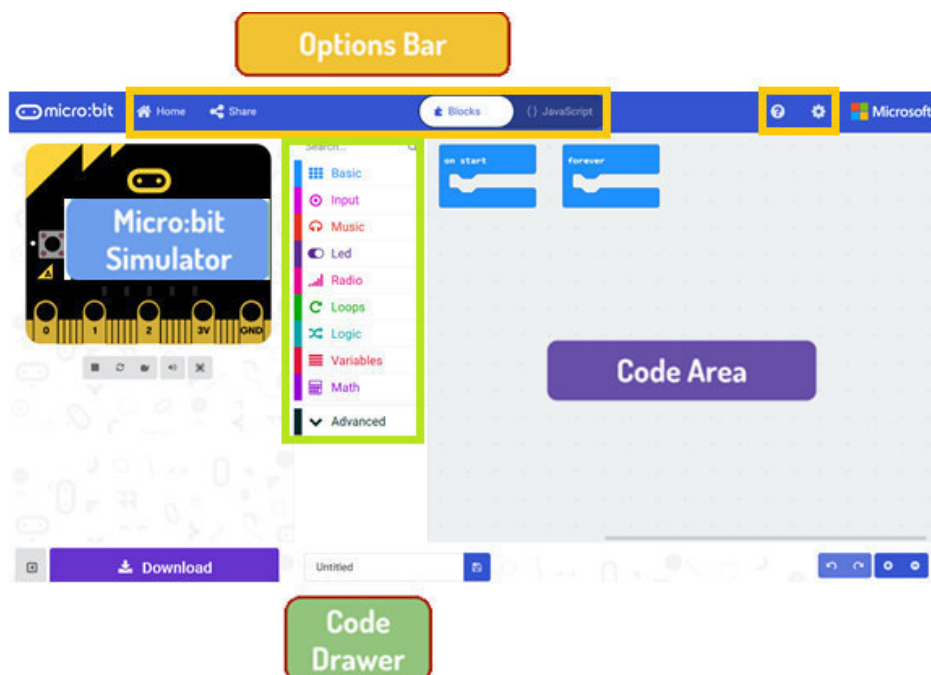 Options Bar
micro:bit
Home
Share
Blocks
{} JavaScript
Microsoft
Search...
Micro:bit
Simulator
0
1
2
3V
GND
Basic
Input
Music
Led
Radio
Loops
Logic
Variables
Math
Advanced
on start
forever
Code Area
Download
Untitled
Code
Drawer